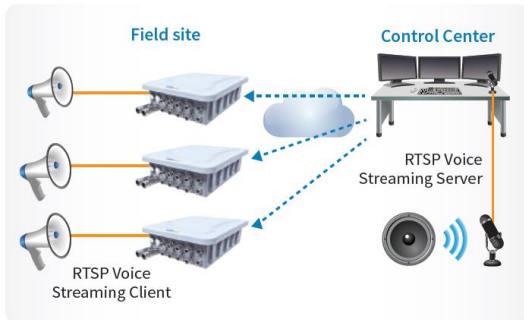 Field site
Control Center
RTSP Voice
Streaming Server
RTSP Voice
Streaming Client